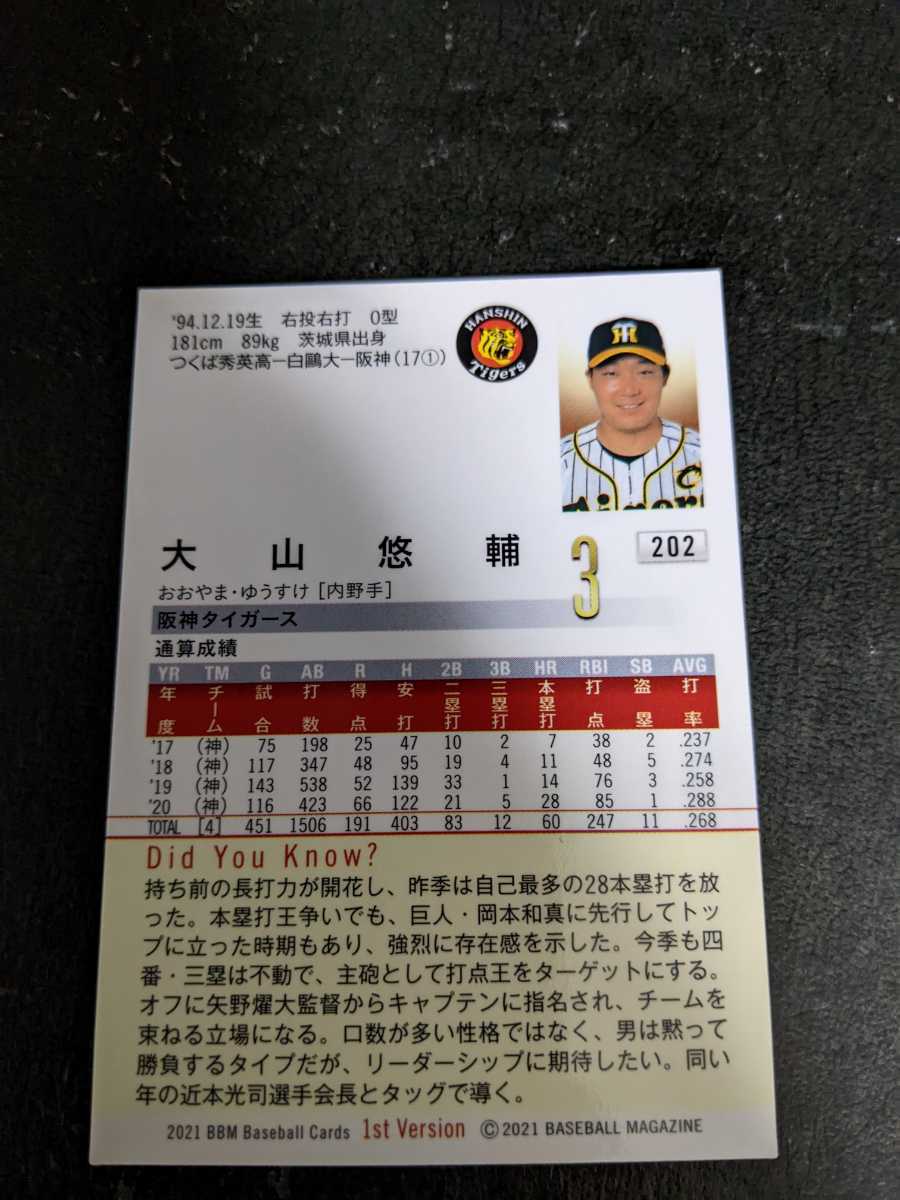 '94.12.19生 右投右打 O型
181cm 89kg 茨城県出身
つくば秀英高ー白鷗大ー阪神(17①)
HANSHIN
Tigers
大山悠輔
3
202
おおやま・ゆうすけ [内野手]
阪神タイガース
通算成績
YR TM G AB R H 2B 3B HR RBI SB AVG
年度 チーム 試合 打数 得点 安打 二塁打 三塁打 本塁打 打点 盗塁 打率
'17 (神) 75 198 25 47 10 2 7 38 2 .237
'18 (神) 117 347 48 95 19 4 11 48 5 .274
'19 (神) 143 538 52 139 33 1 14 76 3 .258
'20 (神) 116 423 66 122 21 5 28 85 1 .288
TOTAL [4] 451 1506 191 403 83 12 60 247 11 .268
Did You Know?
持ち前の長打力が開花し、昨季は自己最多の28本塁打を放
った。本塁打王争いでも、巨人・岡本和真に先行してトッ
プに立った時期もあり、強烈に存在感を示した。今季も四
番・三塁は不動で、主砲として打点王をターゲットにする。
オフに矢野燿大監督からキャプテンに指名され、チームを
束ねる立場になる。口数が多い性格ではなく、男は黙って
勝負するタイプだが、リーダーシップに期待したい。同い
年の近本光司選手会長とタッグで導く。
2021 BBM Baseball Cards 1st Version ©2021 BASEBALL MAGAZINE